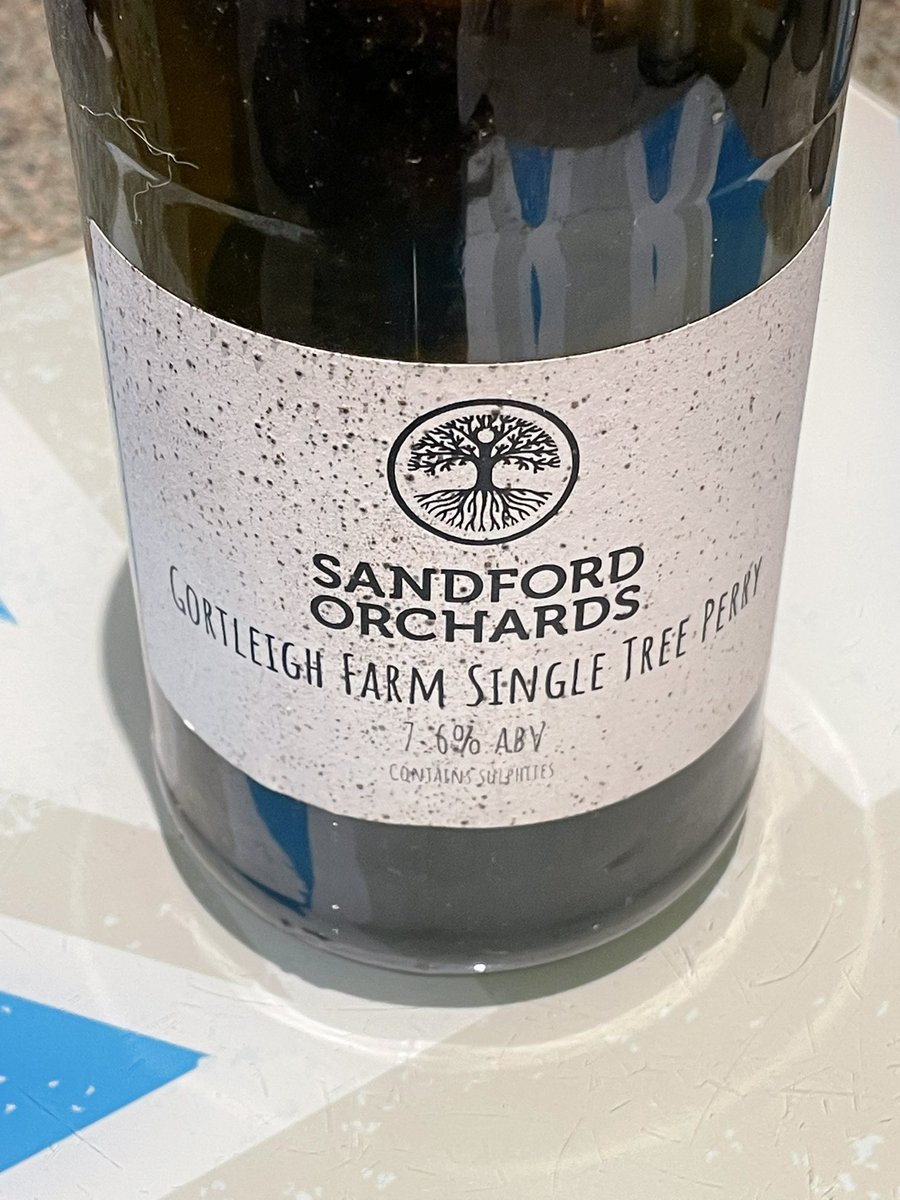 SANDFORD
ORCHARDS
GORTLEIGH FARM SINGLE TREE PERRY
7.6% ABV
CONTAINS SULPHITES